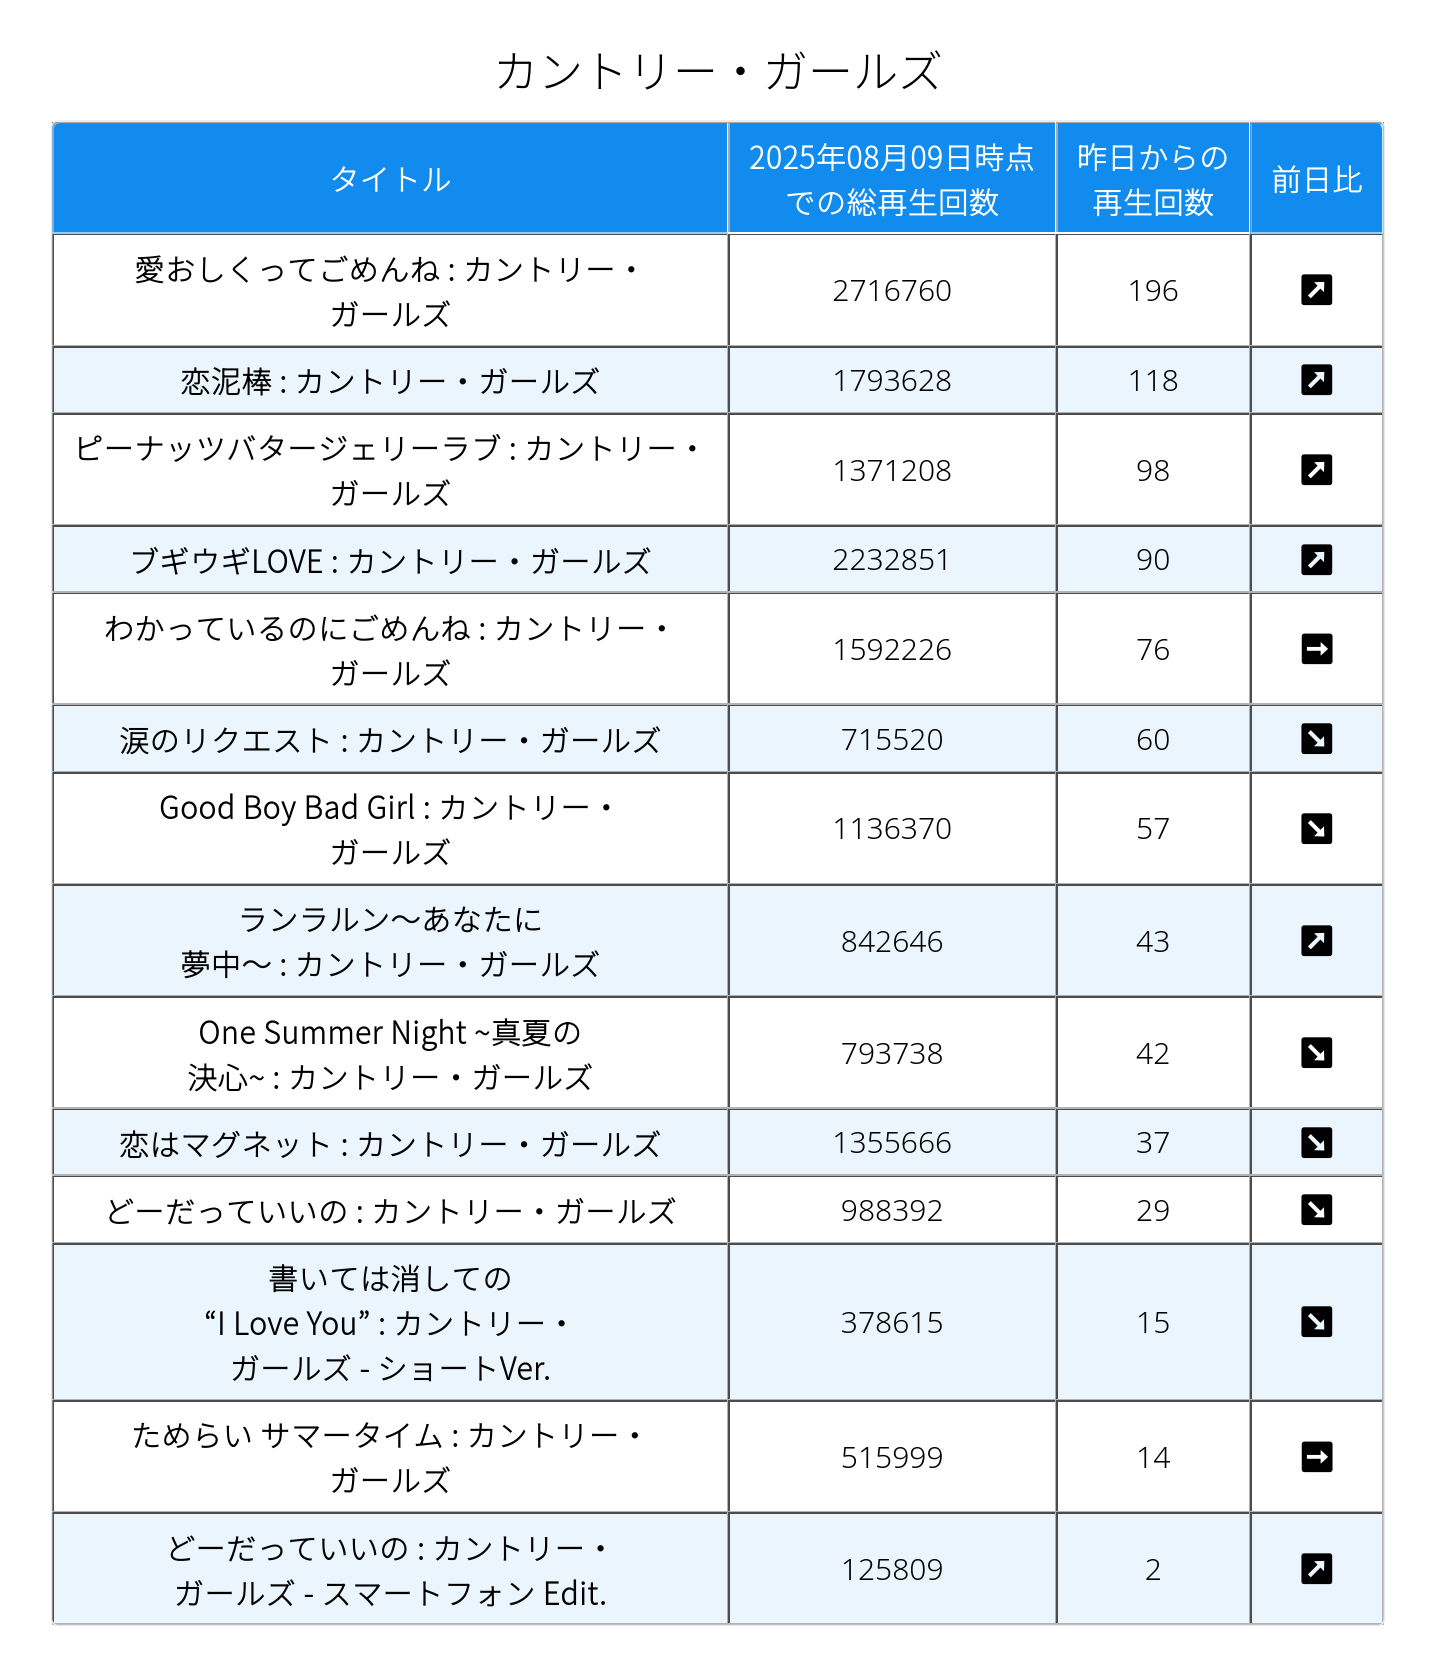 カントリー・ガールズ
タイトル
2025年08月09日時点
での総再生回数
昨日からの
再生回数
前日比
愛おしくってごめんね : カントリー・
ガールズ
2716760
196
恋泥棒 : カントリー・ガールズ
1793628
118
ピーナッツバタージェリーラブ : カントリー・
ガールズ
1371208
98
ブギウギLOVE : カントリー・ガールズ
2232851
90
わかっているのにごめんね : カントリー・
ガールズ
1592226
76
涙のリクエスト : カントリー・ガールズ
715520
60
Good Boy Bad Girl : カントリー・
ガールズ
1136370
57
ランラルン〜あなたに
夢中〜 : カントリー・ガールズ
842646
43
One Summer Night ~真夏の
決心~ : カントリー・ガールズ
793738
42
恋はマグネット : カントリー・ガールズ
1355666
37
どーだっていいの : カントリー・ガールズ
988392
29
書いては消しての
“I Love You” : カントリー・
ガールズ - ショートVer.
378615
15
ためらい サマータイム : カントリー・
ガールズ
515999
14
どーだっていいの : カントリー・
ガールズ - スマートフォン Edit.
125809
2